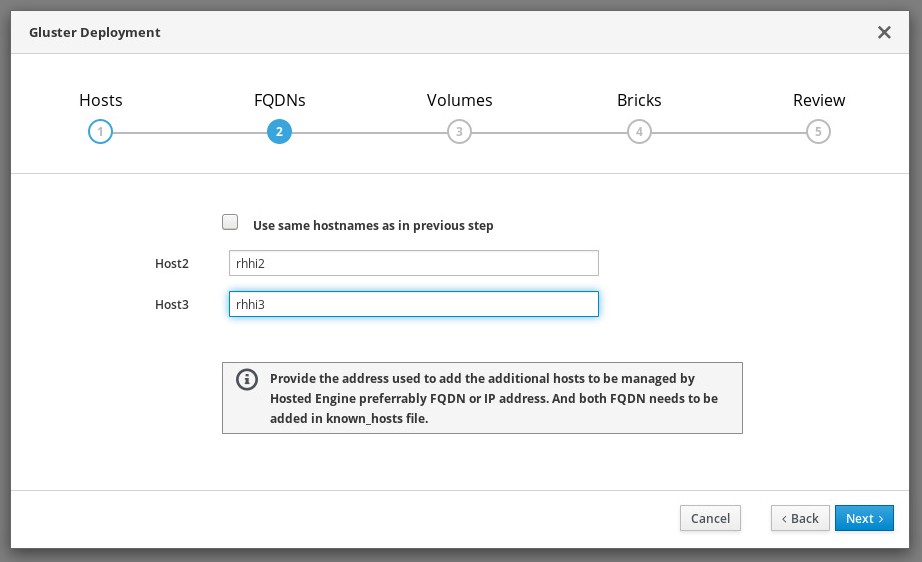 Gluster Deployment
Hosts FQDNs Volumes Bricks Review
1 2 3 4 5
Use same hostnames as in previous step
Host2 rhhi2
Host3 rhhi3
Provide the address used to add the additional hosts to be managed by
Hosted Engine preferrably FQDN or IP address. And both FQDN needs to be
added in known_hosts file.
Cancel Back Next